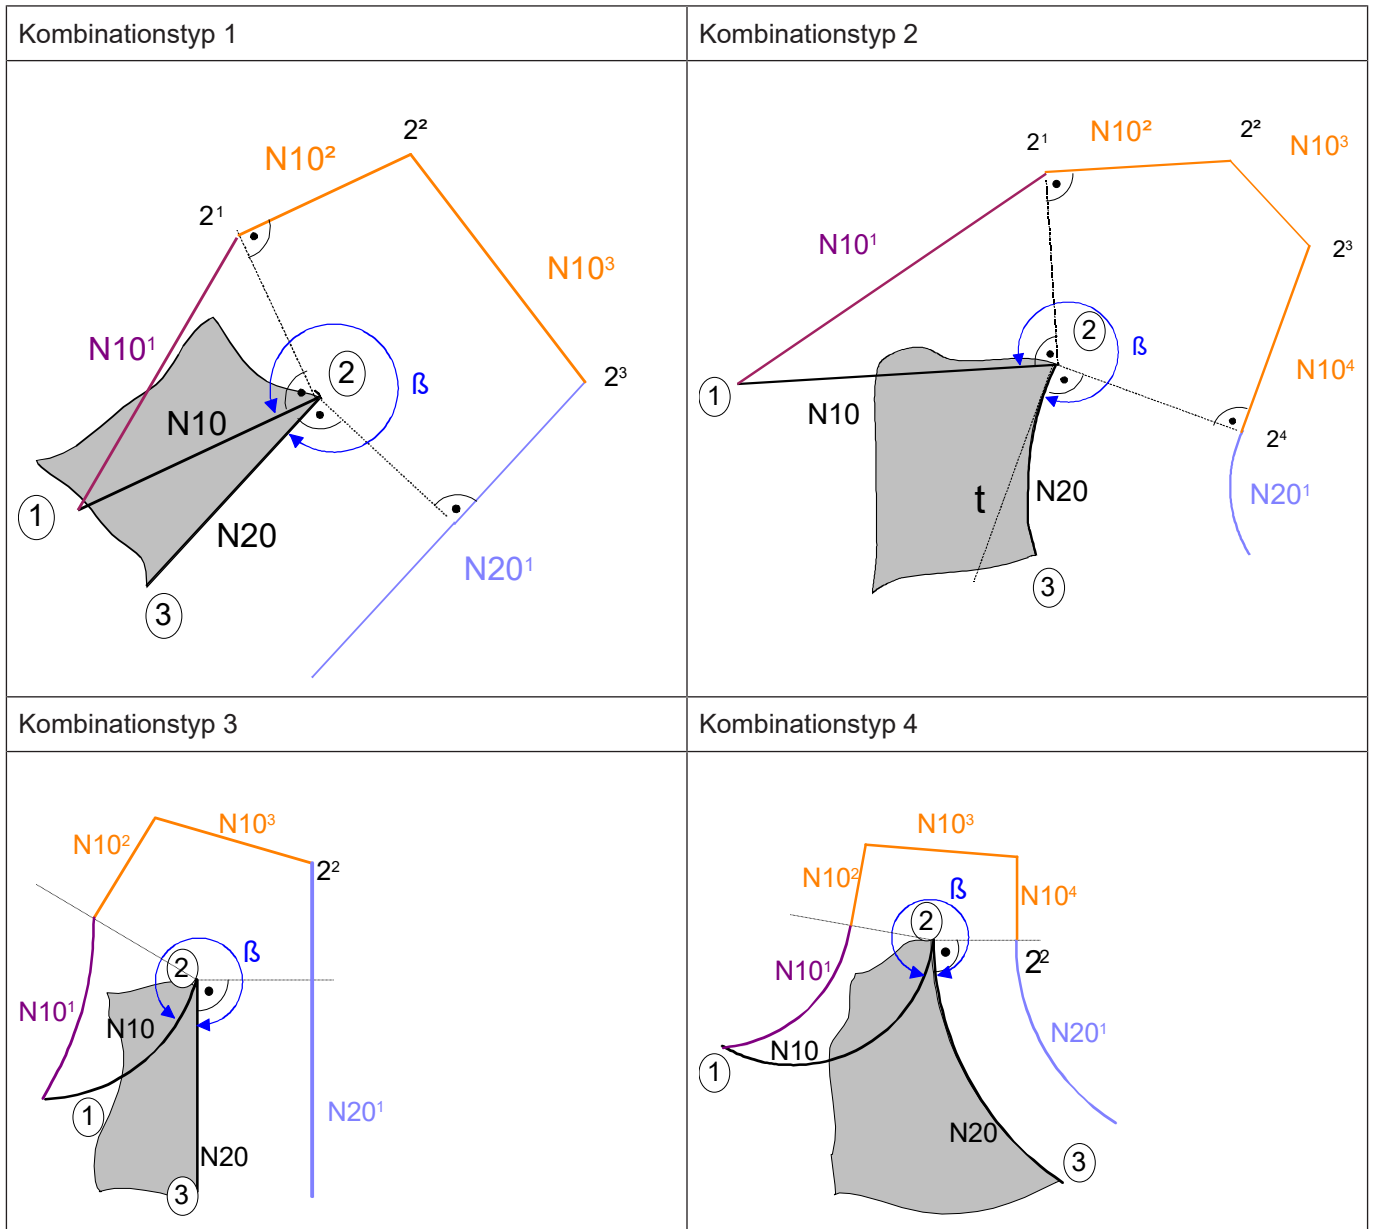 Kombinationstyp 1
2²
N10²
2¹
N10³
N10¹
2
ß
2³
N10
1
N20
N20¹
3
Kombinationstyp 2
2¹
N10²
2²
N10³
N10¹
2³
2
ß
1
N10
N10⁴
2⁴
t
N20
N20¹
3
Kombinationstyp 3
N10³
N10²
2²
ß
2
N10¹
N10
1
N20¹
N20
3
Kombinationstyp 4
N10³
N10²
ß
N10⁴
2
2²
N10¹
N20¹
N10
1
N20
3